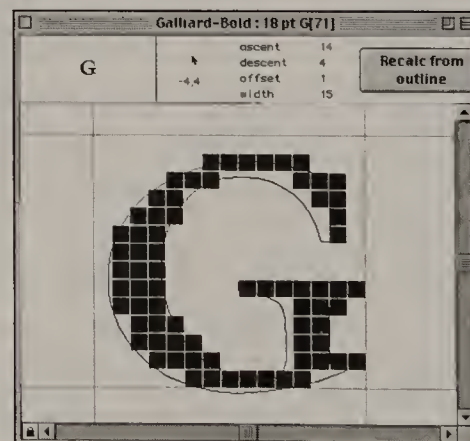 Galliard-Bold : 18 pt G[71]
G
-4,4
ascent 14
descent 4
offset 1
width 15
Recalc from
outline
G